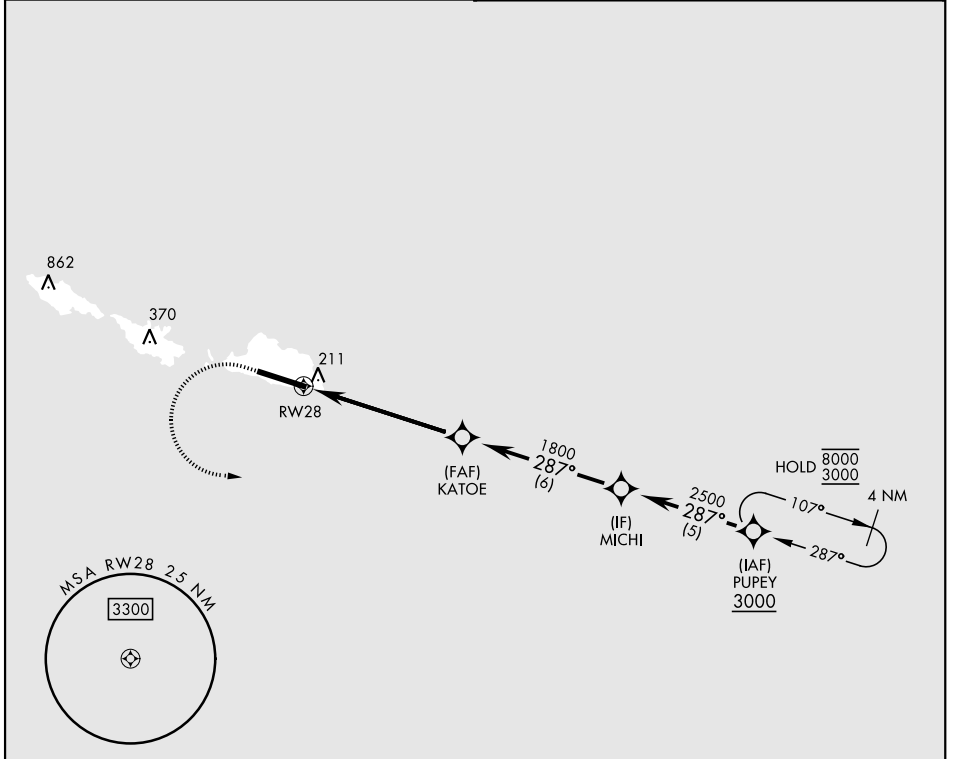 862
370
211
RW28
(FAF)
KATOE
1800
287°
(6)
(IF)
MICHI
2500
287°
(5)
HOLD 8000
3000
4 NM
107°
287°
(IAF)
PUPEY
3000
MSA RW28 25 NM
3300